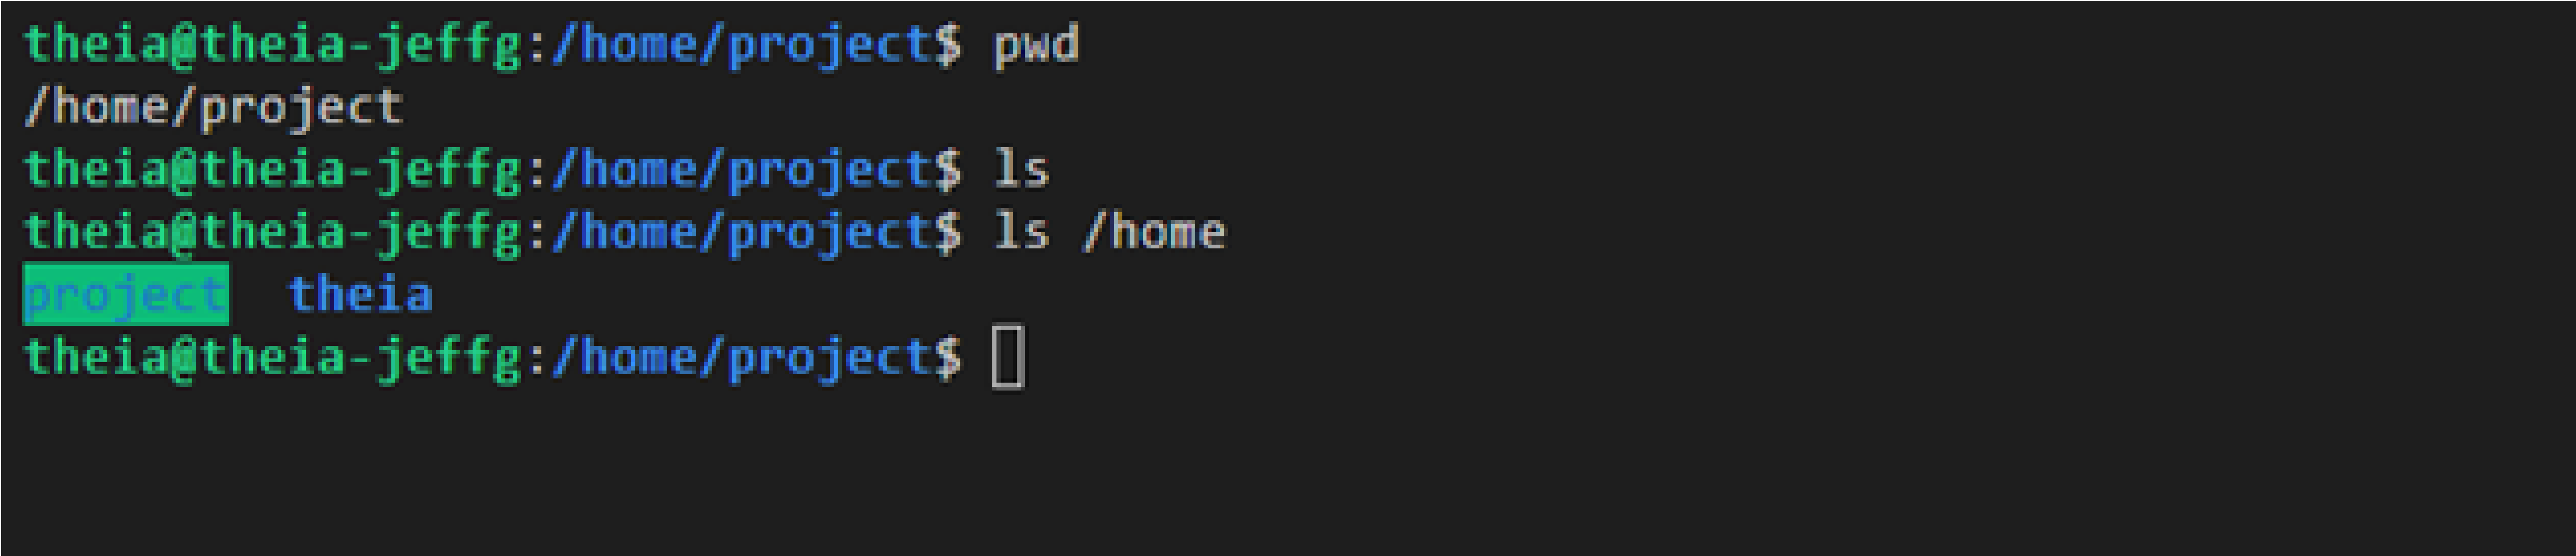 theia@theia-jeffg:/home/project$ pwd
/home/project
theia@theia-jeffg:/home/project$ ls
theia@theia-jeffg:/home/project$ ls /home
project  theia
theia@theia-jeffg:/home/project$